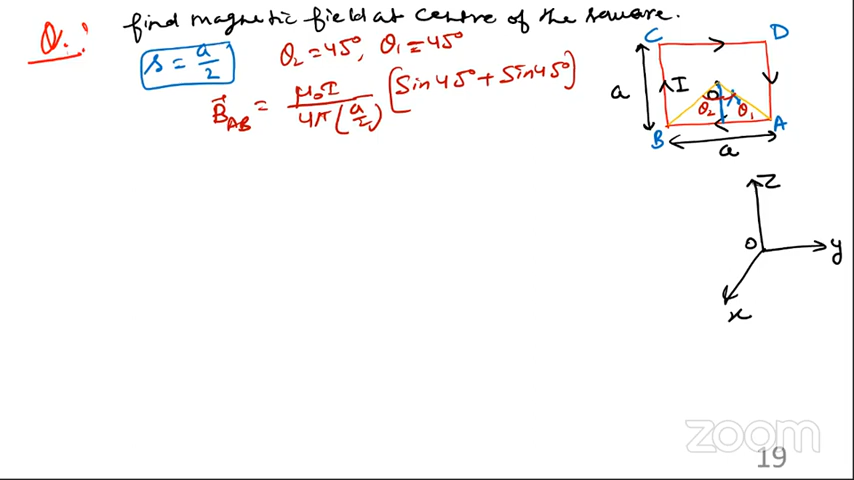 Q.: find magnetic field at centre of the square.
s = a/2
θ₂ = 45°, θ₁ = 45°
B⃗_AB = μ₀I / 4π(a/2) [Sin 45° + Sin 45°]
C D
a I O
θ₂ θ₁
B A
a
Z
O y
x
zoom
19